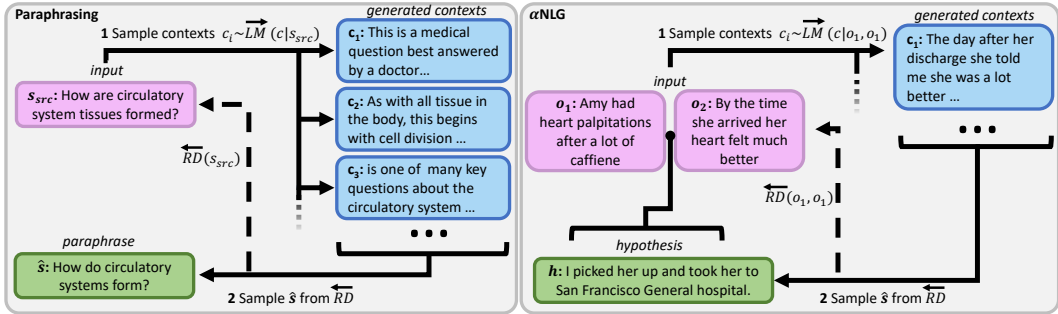 Paraphrasing
generated contexts
1 Sample contexts c_i~LM→ (c|s_src)
c₁: This is a medical
question best answered
by a doctor…
input
s_src: How are circulatory
system tissues formed?
c₂: As with all tissue in
the body, this begins
with cell division ...
RD←(s_src)
c₃: is one of many key
questions about the
circulatory system ...
paraphrase
ŝ: How do circulatory
systems form?
2 Sample ŝ from RD←
αNLG
generated contexts
1 Sample contexts c_i~LM→ (c|o₁, o₁)
c₁: The day after her
discharge she told
me she was a lot
better ...
input
o₁: Amy had
heart palpitations
after a lot of
caffiene
o₂: By the time
she arrived her
heart felt much
better
RD←(o₁, o₁)
hypothesis
h: I picked her up and took her to
San Francisco General hospital.
2 Sample ŝ from RD←